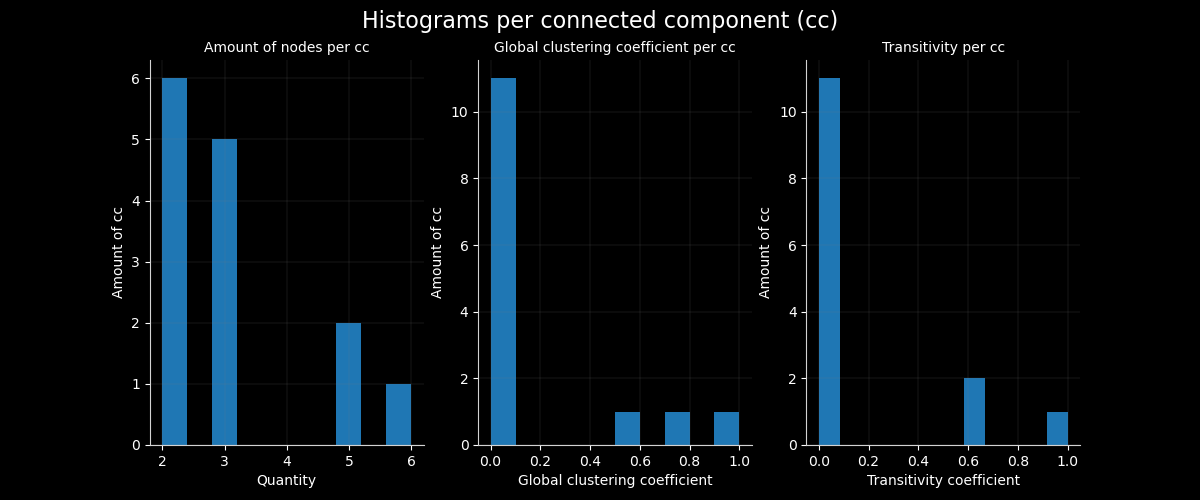 Histograms per connected component (cc)
Amount of nodes per cc
Amount of cc
6
5
4
3
2
1
0
2 3 4 5 6
Quantity
Global clustering coefficient per cc
Amount of cc
10
8
6
4
2
0
0.0 0.2 0.4 0.6 0.8 1.0
Global clustering coefficient
Transitivity per cc
Amount of cc
10
8
6
4
2
0
0.0 0.2 0.4 0.6 0.8 1.0
Transitivity coefficient